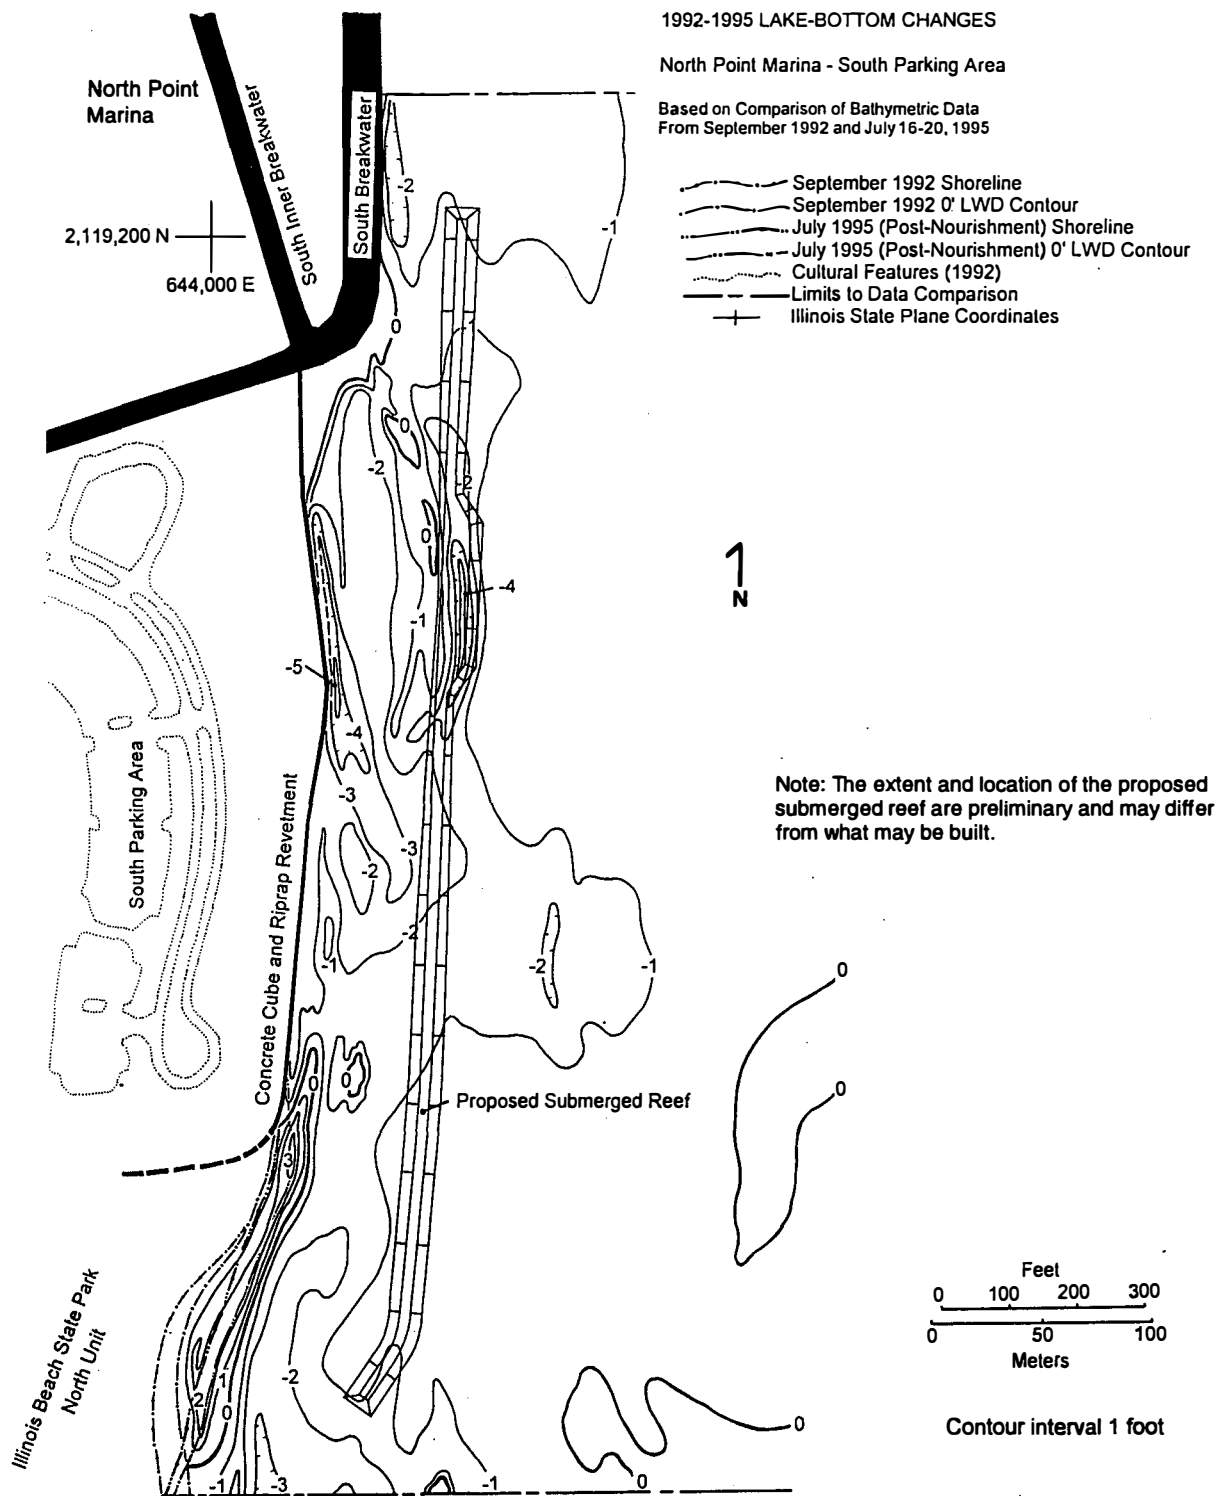 1992-1995 LAKE-BOTTOM CHANGES
North Point Marina - South Parking Area
Based on Comparison of Bathymetric Data
From September 1992 and July 16-20, 1995
September 1992 Shoreline
September 1992 0' LWD Contour
July 1995 (Post-Nourishment) Shoreline
July 1995 (Post-Nourishment) 0' LWD Contour
Cultural Features (1992)
Limits to Data Comparison
Illinois State Plane Coordinates
North Point
Marina
South Inner Breakwater
South Breakwater
2,119,200 N
644,000 E
-2
-1
0
0
-2
-2
0
-4
-1
-5
-4
-3
-3
-2
-2
-1
-2
-1
0
0
0
0
3
-2
2
1
0
-1
-3
-1
0
0
N
South Parking Area
Concrete Cube and Riprap Revetment
Note: The extent and location of the proposed
submerged reef are preliminary and may differ
from what may be built.
Proposed Submerged Reef
Illinois Beach State Park
North Unit
Feet
0 100 200 300
0 50 100
Meters
Contour interval 1 foot